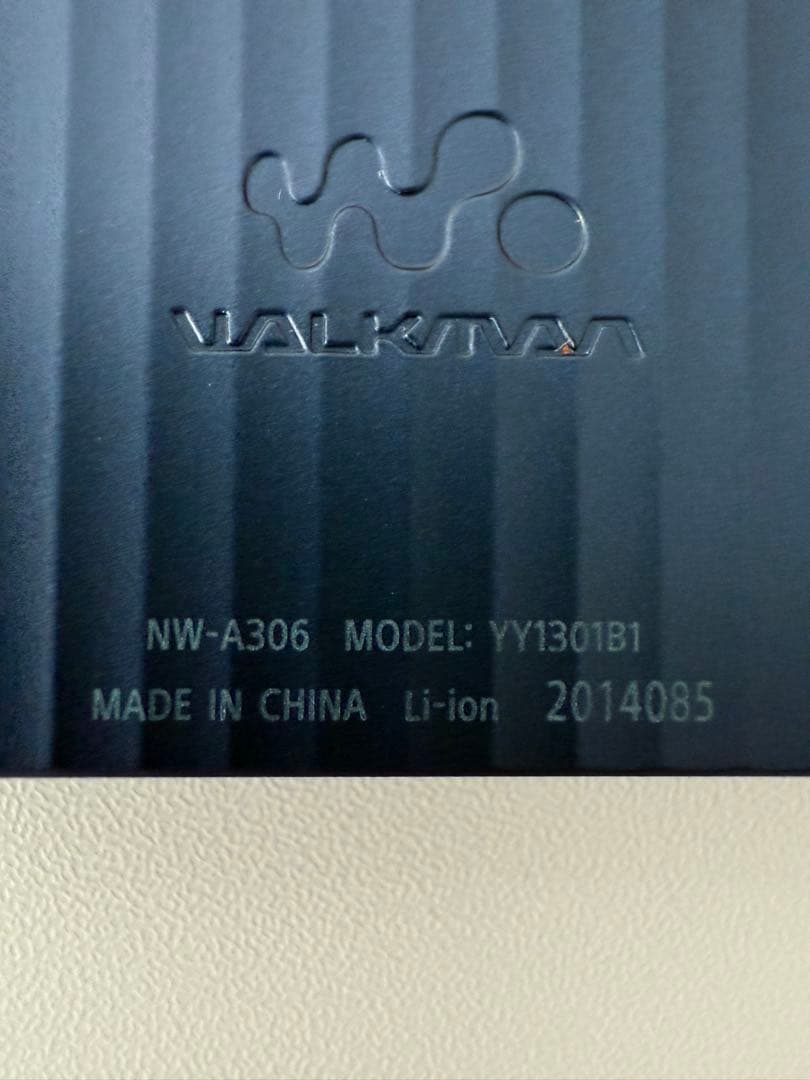 WALKMAN
NW-A306 MODEL: YY1301B1
MADE IN CHINA Li-ion 2014085